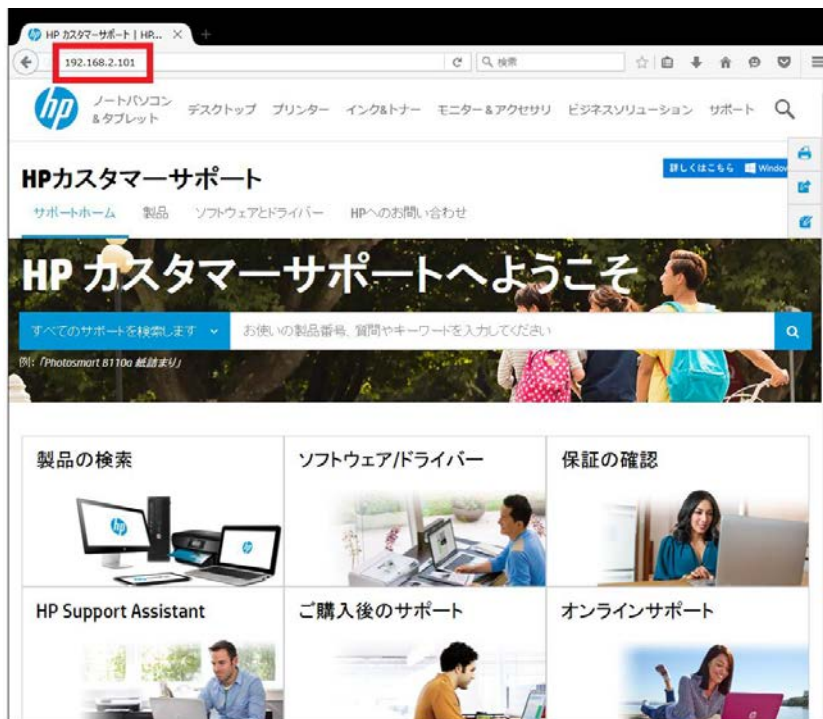 HP カスタマーサポート | HP...
192.168.2.101
検索
hp
ノートパソコン
&タブレット
デスクトップ
プリンター
インク&トナー
モニター&アクセサリ
ビジネスソリューション
サポート
詳しくはこちら
HPカスタマーサポート
サポートホーム
製品
ソフトウェアとドライバー
HPへのお問い合わせ
HP カスタマーサポートへようこそ
すべてのサポートを検索します
お使いの製品番号、質問やキーワードを入力してください
例:「Photosmart 8110a 紙詰まり」
製品の検索
ソフトウェア/ドライバー
保証の確認
HP Support Assistant
ご購入後のサポート
オンラインサポート